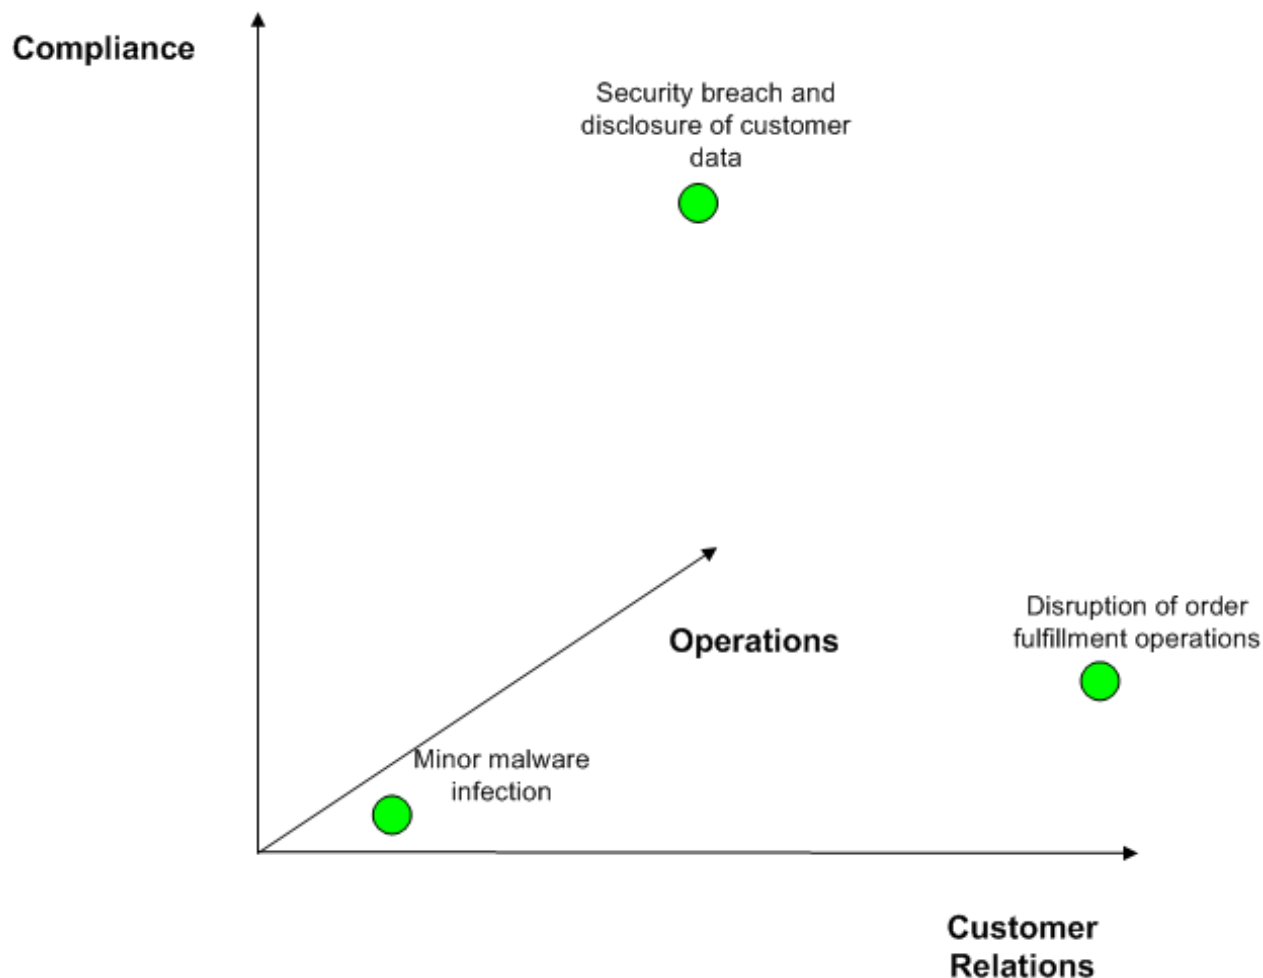 Compliance
Security breach and
disclosure of customer
data
Operations
Disruption of order
fulfillment operations
Minor malware
infection
Customer
Relations